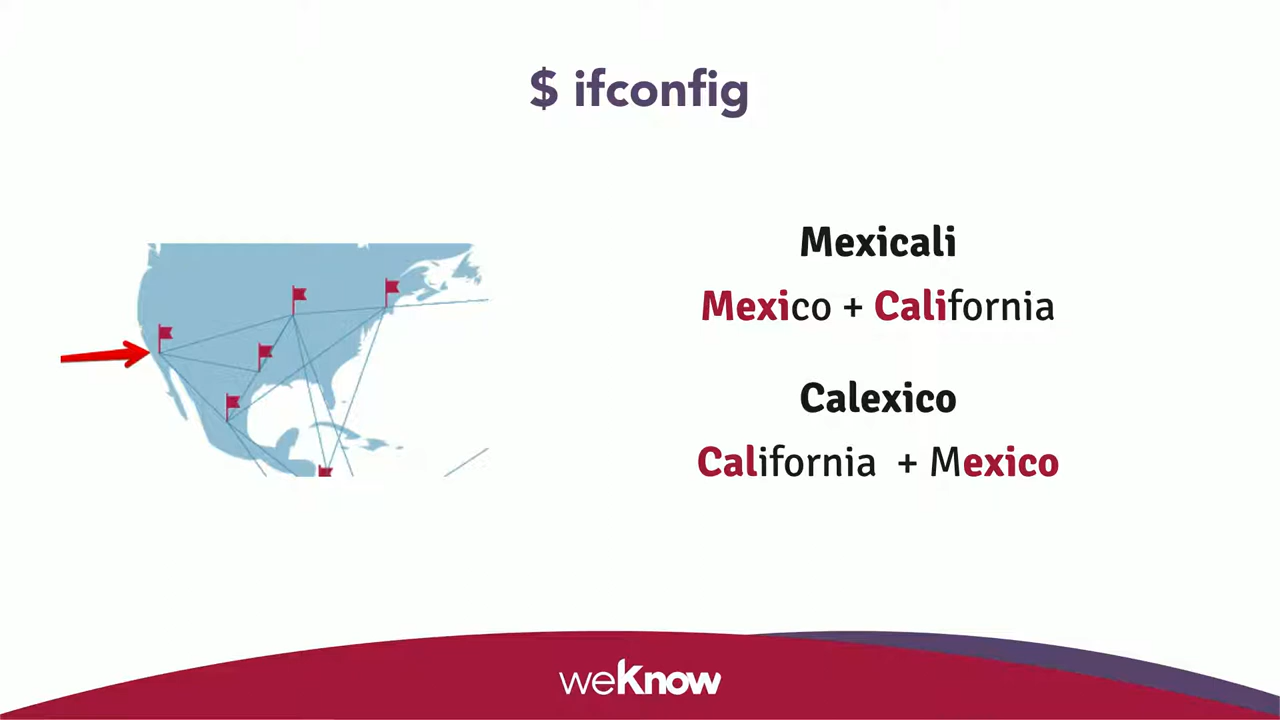 $ ifconfig
Mexicali
Mexico + California
Calexico
California + Mexico
weKnow